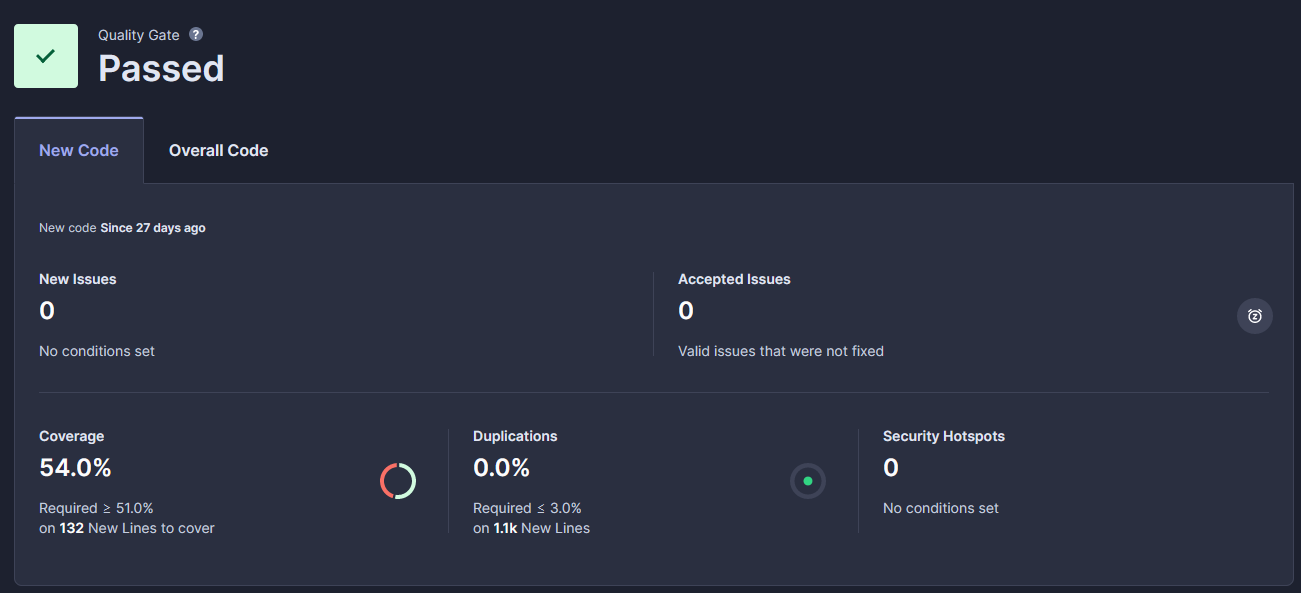 Quality Gate ?
Passed
New Code
Overall Code
New code Since 27 days ago
New Issues
0
No conditions set
Accepted Issues
0
Valid issues that were not fixed
Coverage
54.0%
Required ≥ 51.0%
on 132 New Lines to cover
Duplications
0.0%
Required ≤ 3.0%
on 1.1k New Lines
Security Hotspots
0
No conditions set